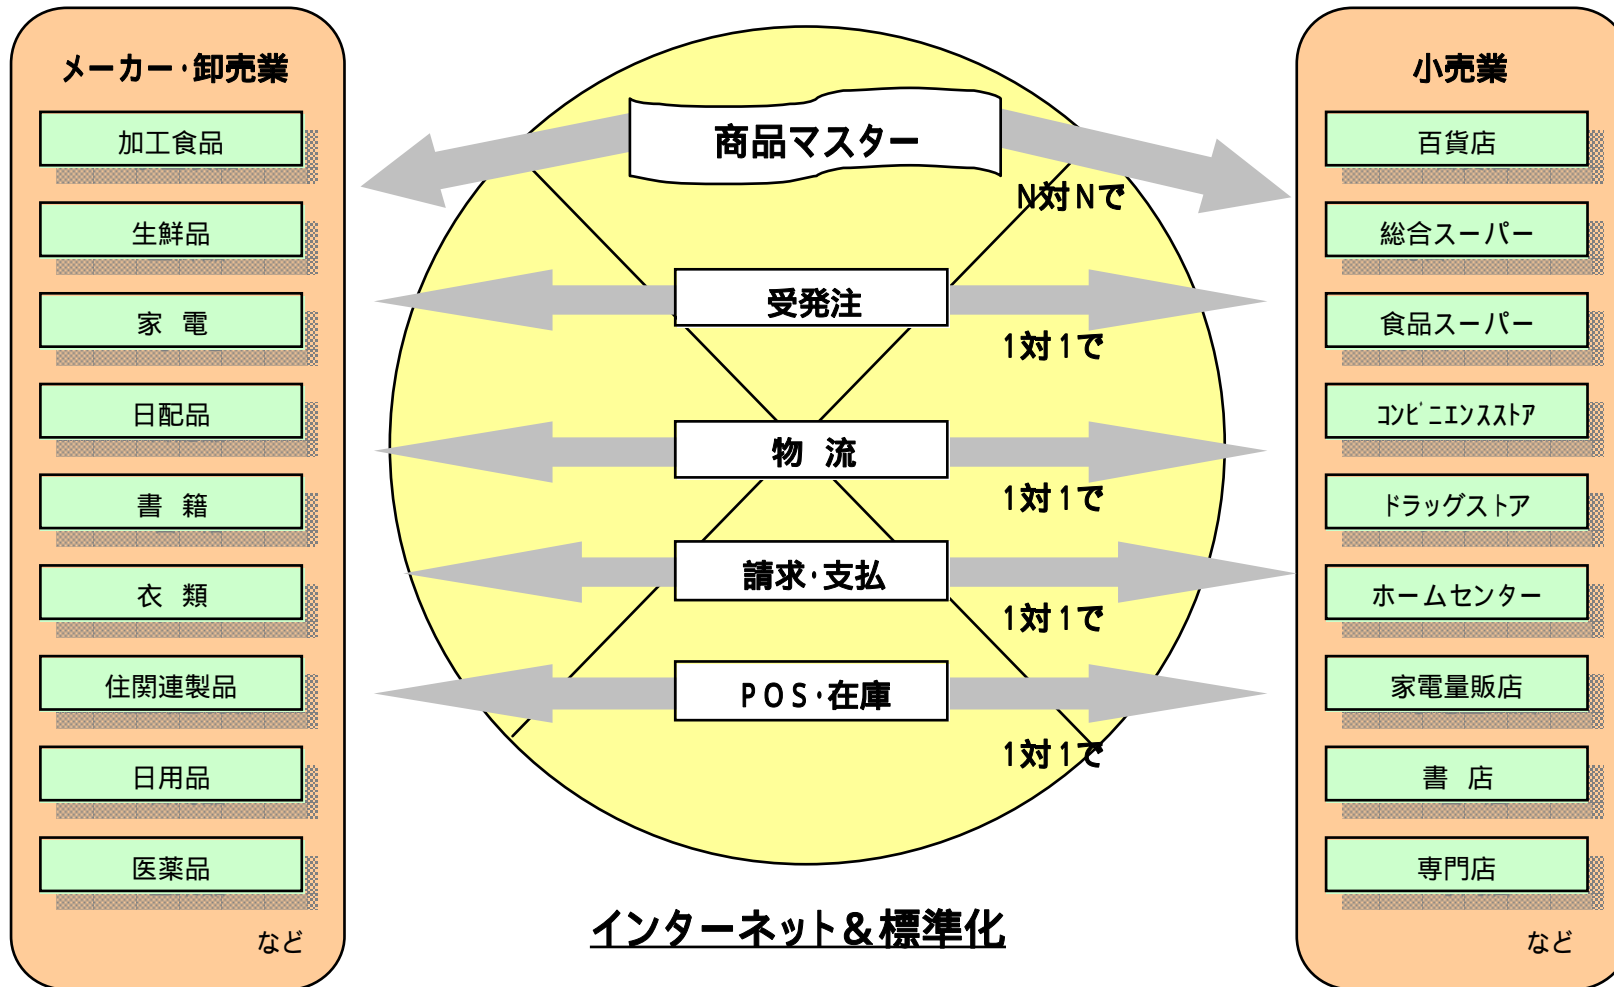 メーカー・卸売業
加工食品
生鮮品
家 電
日配品
書 籍
衣 類
住関連製品
日用品
医薬品
など
商品マスター
N対Nで
受発注
1対1で
物 流
1対1で
請求・支払
1対1で
POS・在庫
1対1で
インターネット&標準化
小売業
百貨店
総合スーパー
食品スーパー
コンビニエンスストア
ドラッグストア
ホームセンター
家電量販店
書 店
専門店
など